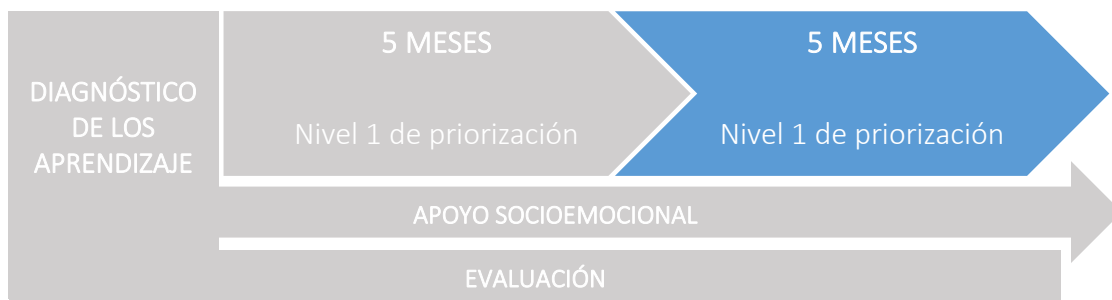 DIAGNÓSTICO
DE LOS
APRENDIZAJE
5 MESES
Nivel 1 de priorización
5 MESES
Nivel 1 de priorización
APOYO SOCIOEMOCIONAL
EVALUACIÓN